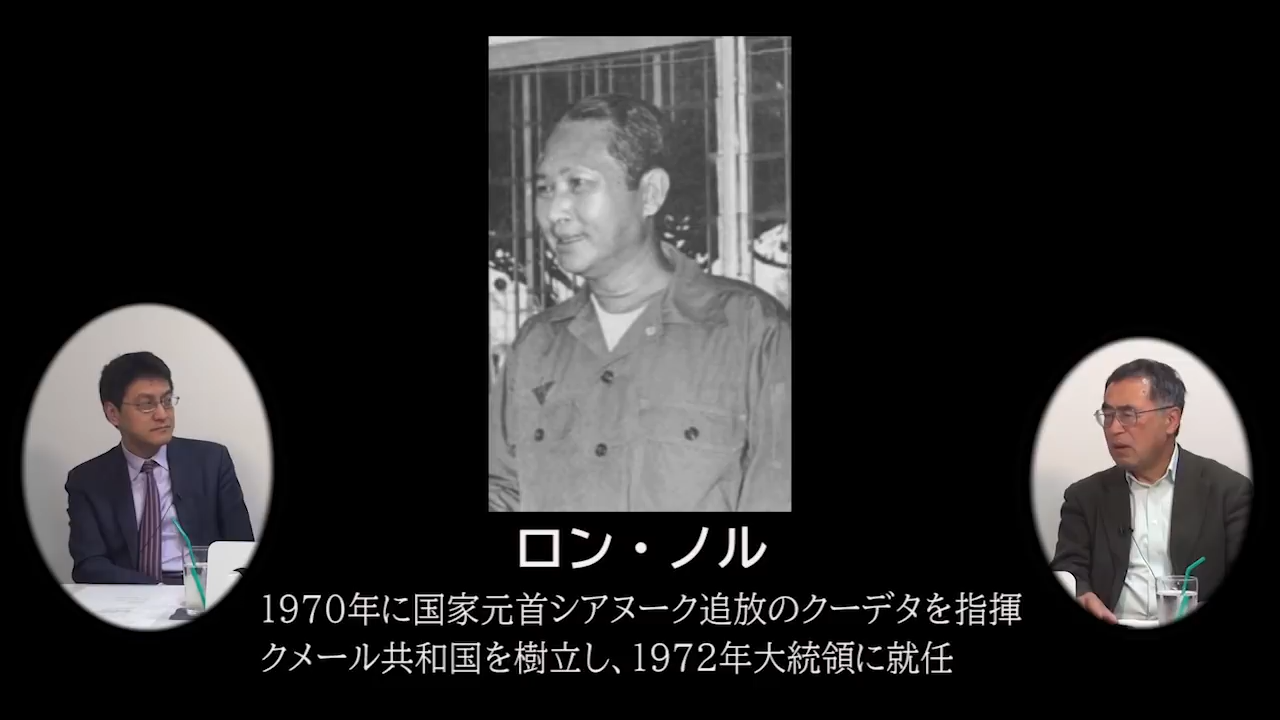 ロン・ノル
1970年に国家元首シアヌーク追放のクーデタを指揮
クメール共和国を樹立し、1972年大統領に就任